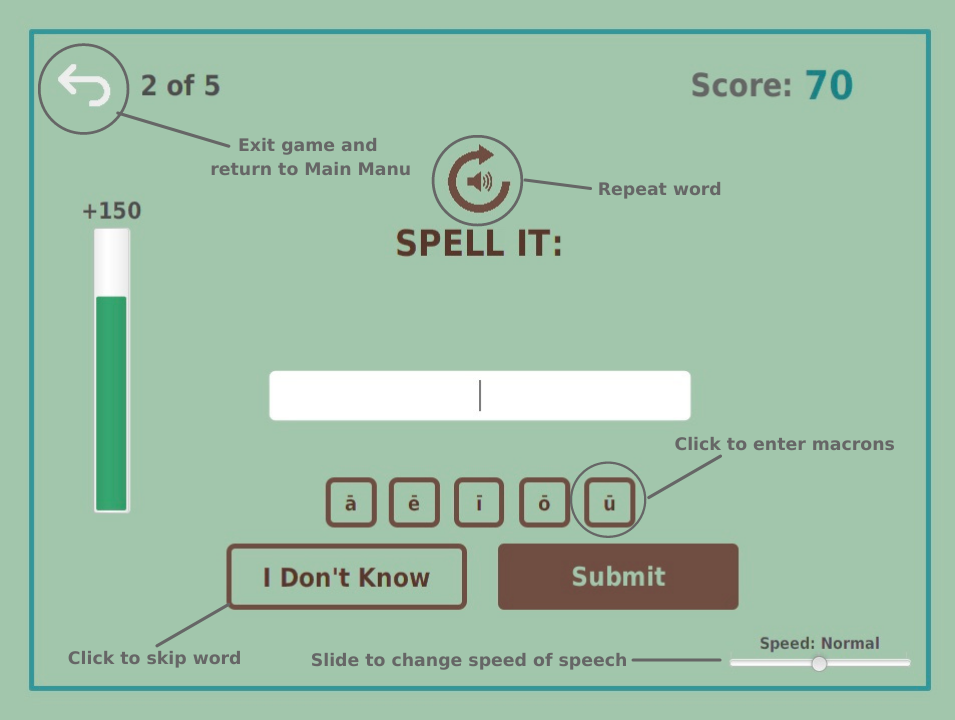 2 of 5
Score: 70
Exit game and
return to Main Manu
Repeat word
+150
SPELL IT:
Click to enter macrons
ā ē ī ō ū
I Don't Know
Submit
Click to skip word
Slide to change speed of speech
Speed: Normal